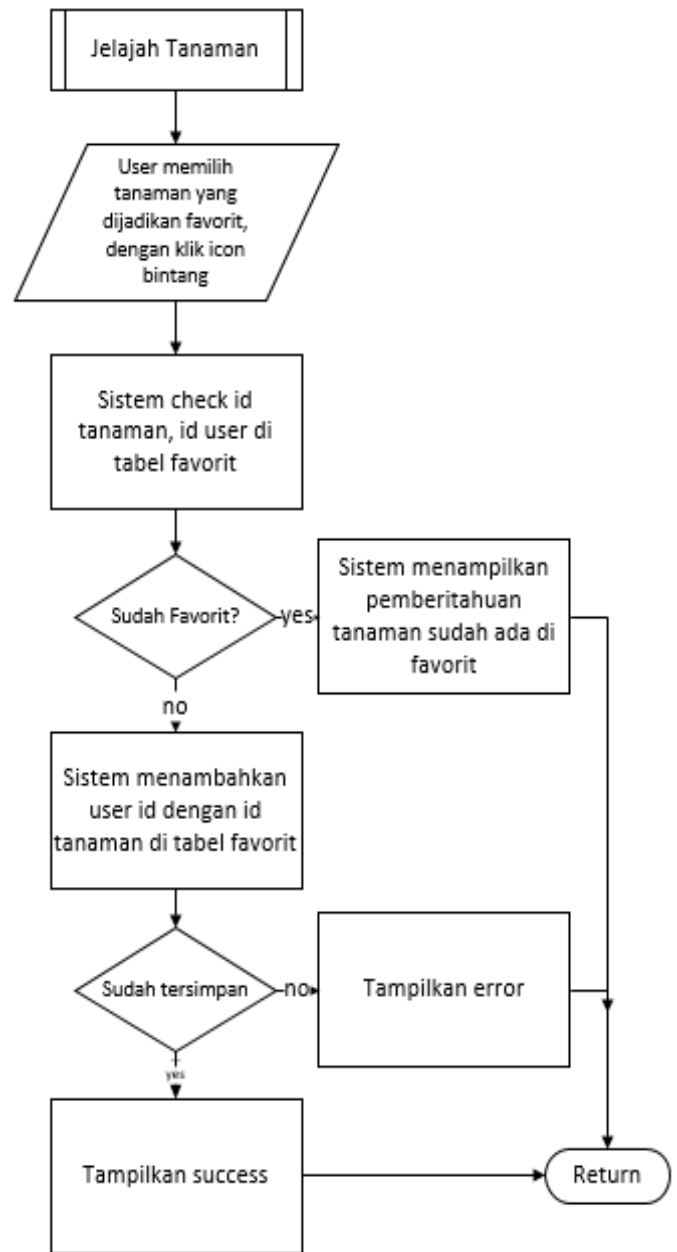 Jelajah Tanaman
User memilih
tanaman yang
dijadikan favorit,
dengan klik icon
bintang
Sistem check id
tanaman, id user di
tabel favorit
Sudah Favorit?
yes
Sistem menampilkan
pemberitahuan
tanaman sudah ada di
favorit
no
Sistem menambahkan
user id dengan id
tanaman di tabel favorit
Sudah tersimpan
no
Tampilkan error
yes
Tampilkan success
Return